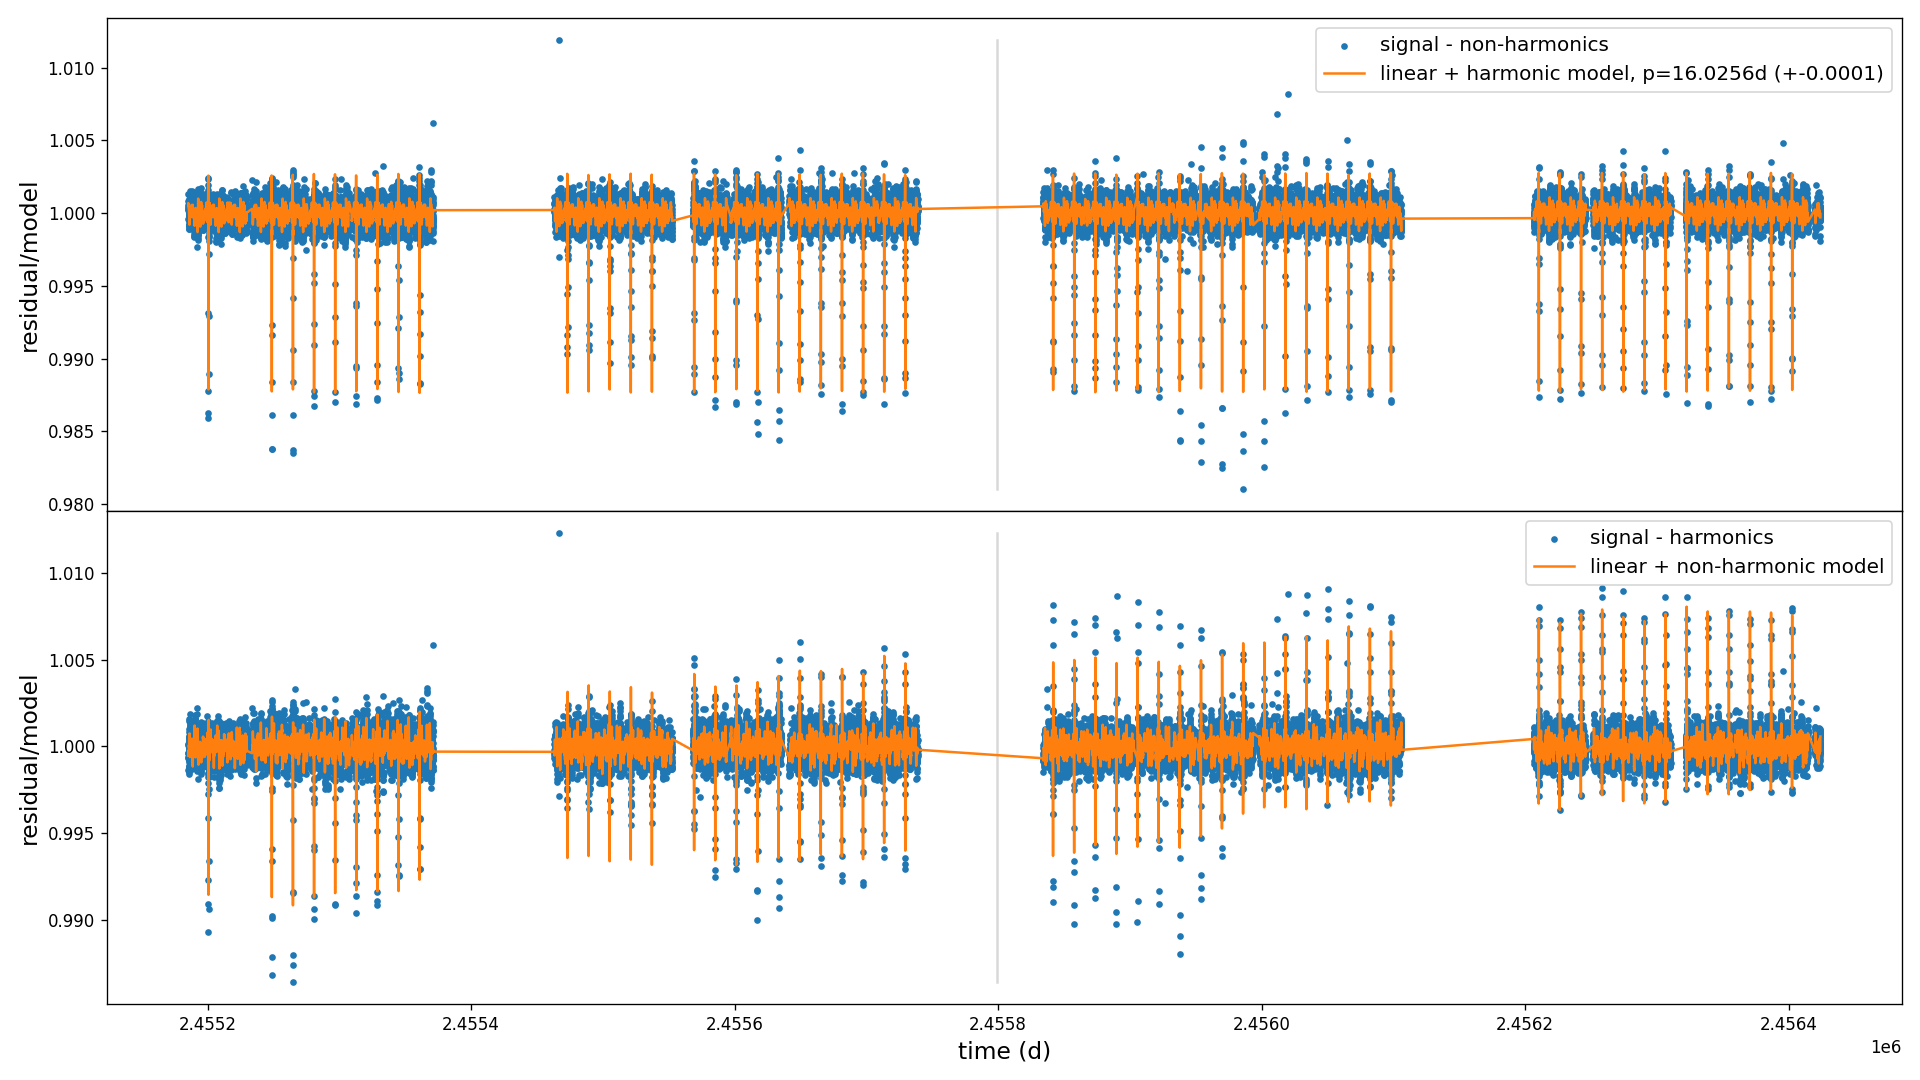 signal - non-harmonics
linear + harmonic model, p=16.0256d (+-0.0001)
residual/model
1.010
1.005
1.000
0.995
0.990
0.985
0.980
signal - harmonics
linear + non-harmonic model
residual/model
1.010
1.005
1.000
0.995
0.990
2.4552
2.4554
2.4556
2.4558
2.4560
2.4562
2.4564
1e6
time (d)